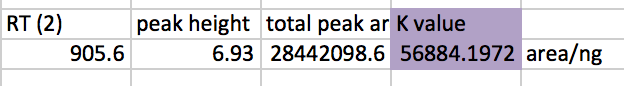 RT (2) peak height total peak ar K value
905.6 6.93 28442098.6 56884.1972 area/ng